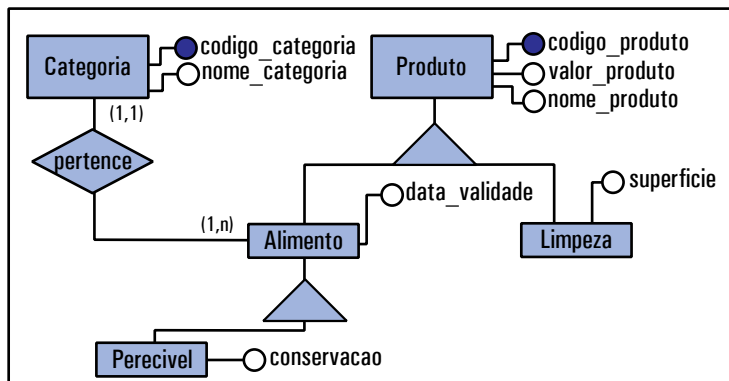 Categoria
codigo_categoria
nome_categoria
Produto
codigo_produto
valor_produto
nome_produto
(1,1)
pertence
data_validade
superficie
(1,n)
Alimento
Limpeza
Perecivel
conservacao